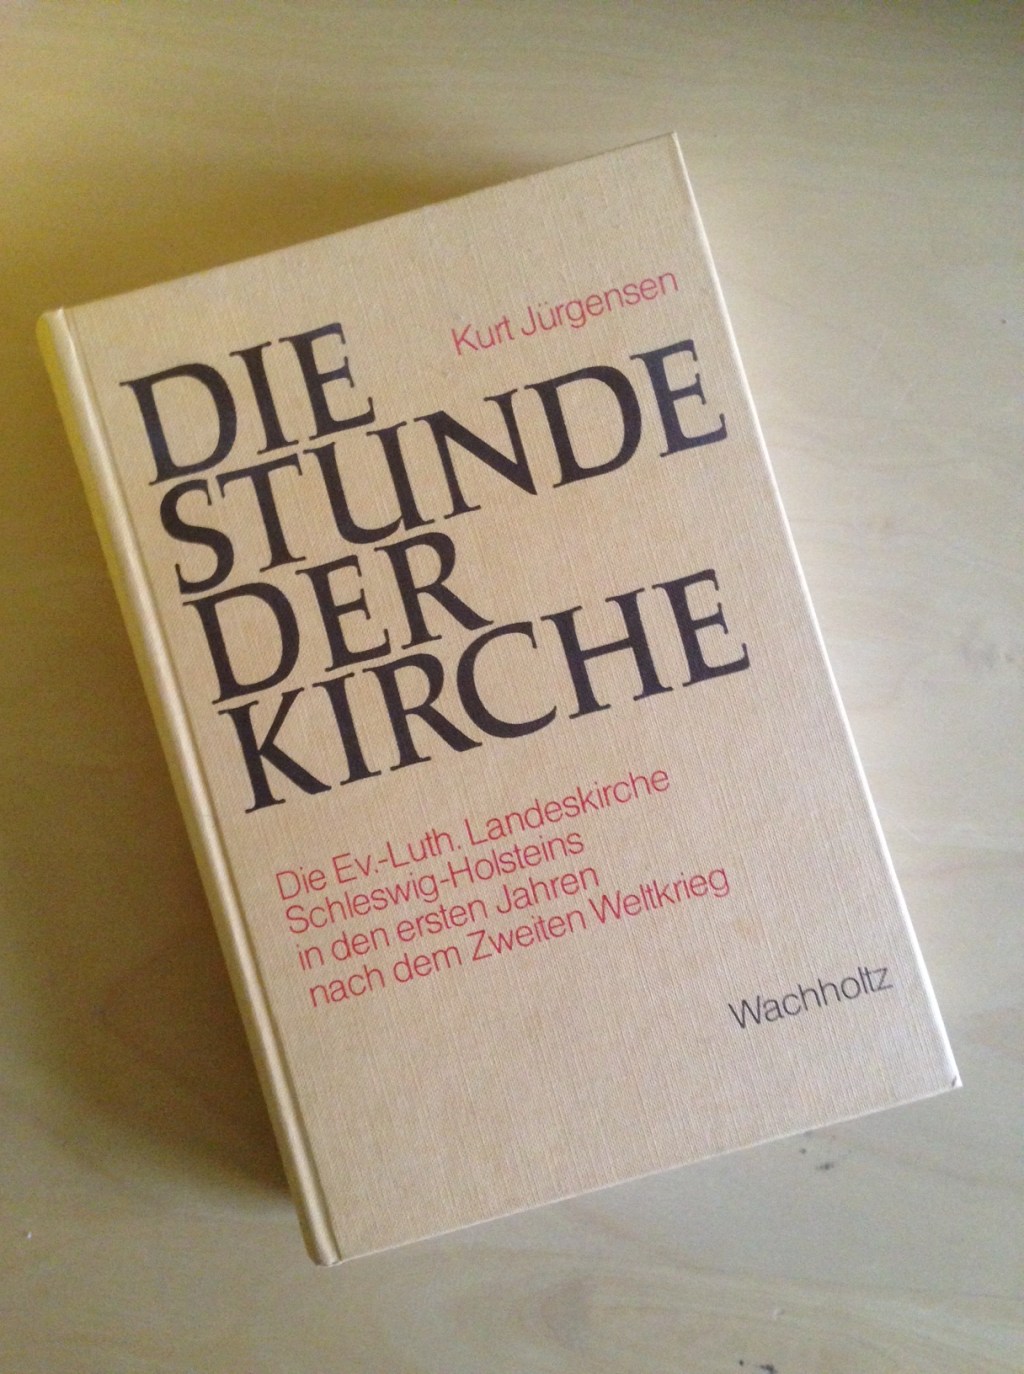 Kurt Jürgensen
DIE
STUNDE
DER
KIRCHE
Die Ev.-Luth. Landeskirche
Schleswig-Holsteins
in den ersten Jahren
nach dem Zweiten Weltkrieg
Wachholtz